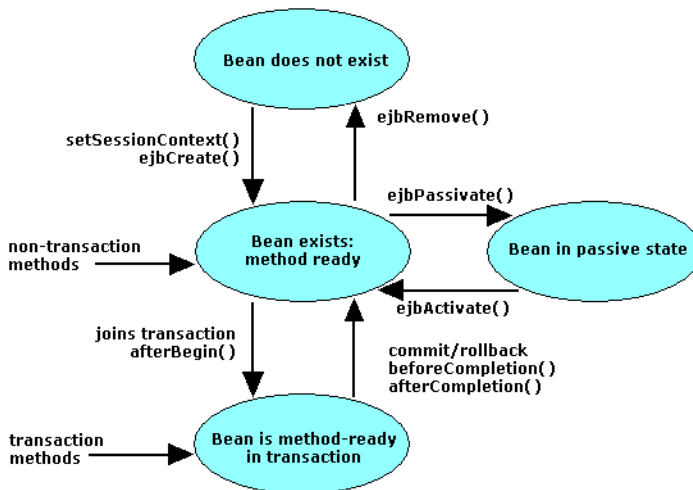 Bean does not exist
setSessionContext()
ejbCreate()
ejbRemove()
ejbPassivate()
non-transaction
methods
Bean exists:
method ready
Bean in passive state
ejbActivate()
joins transaction
afterBegin()
commit/rollback
beforeCompletion()
afterCompletion()
transaction
methods
Bean is method-ready
in transaction